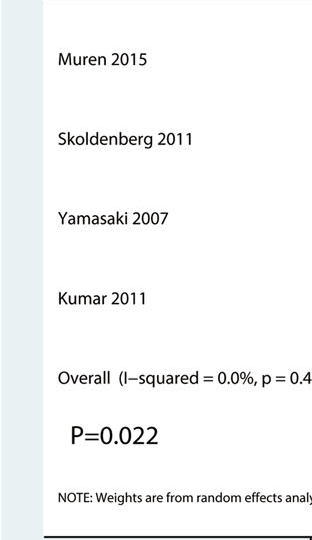 Muren 2015
Skoldenberg 2011
Yamasaki 2007
Kumar 2011
Overall (I−squared = 0.0%, p = 0.4
P=0.022
NOTE: Weights are from random effects analy